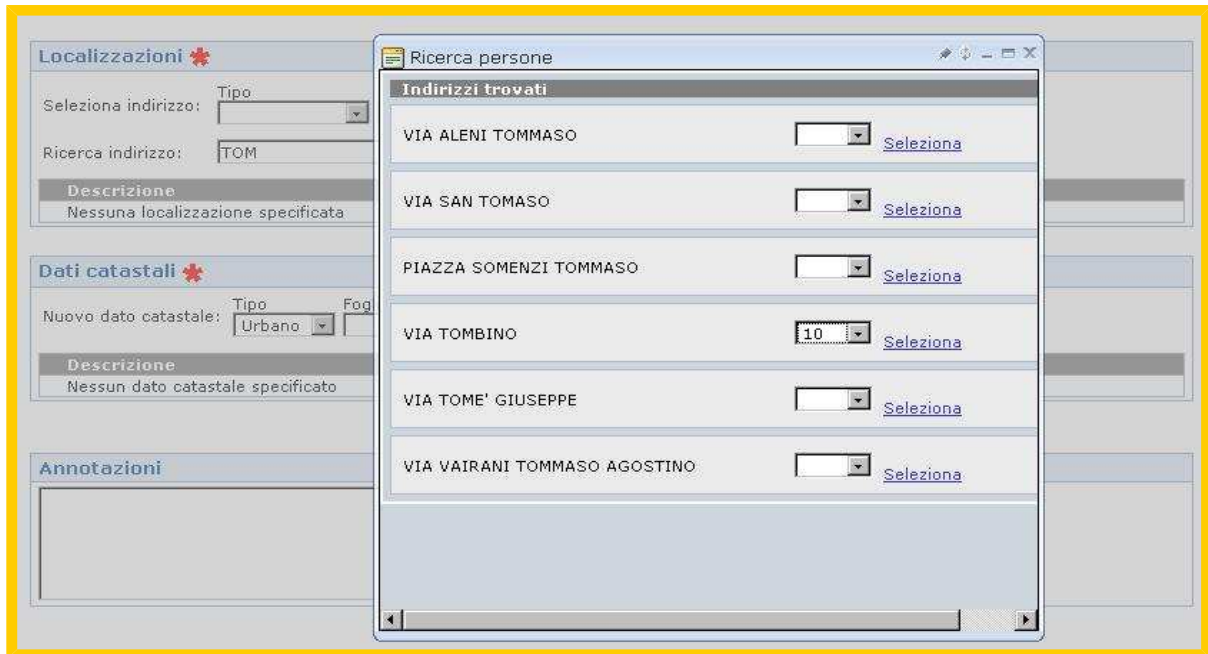 Localizzazioni *
Tipo
Seleziona indirizzo:
Ricerca indirizzo: TOM
Descrizione
Nessuna localizzazione specificata
Dati catastali *
Tipo
Nuovo dato catastale: Urbano
Descrizione
Nessun dato catastale specificato
Annotazioni
Ricerca persone
Indirizzi trovati
VIA ALENI TOMMASO Seleziona
VIA SAN TOMASO Seleziona
PIAZZA SOMENZI TOMMASO Seleziona
VIA TOMBINO 10 Seleziona
VIA TOME' GIUSEPPE Seleziona
VIA VAIRANI TOMMASO AGOSTINO Seleziona